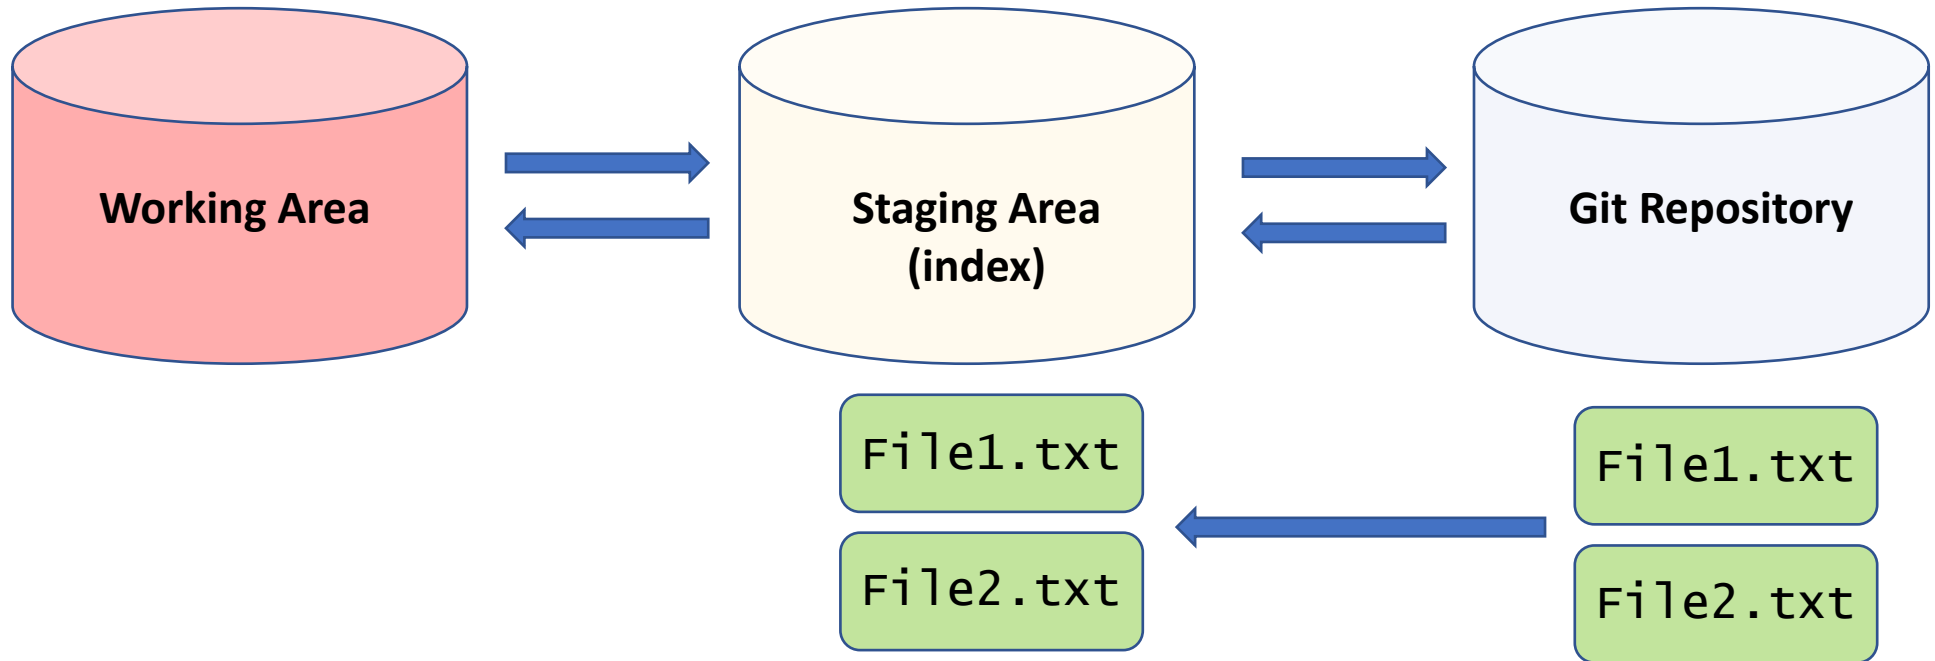 Working Area
Staging Area
(index)
Git Repository
File1.txt
File2.txt
File1.txt
File2.txt